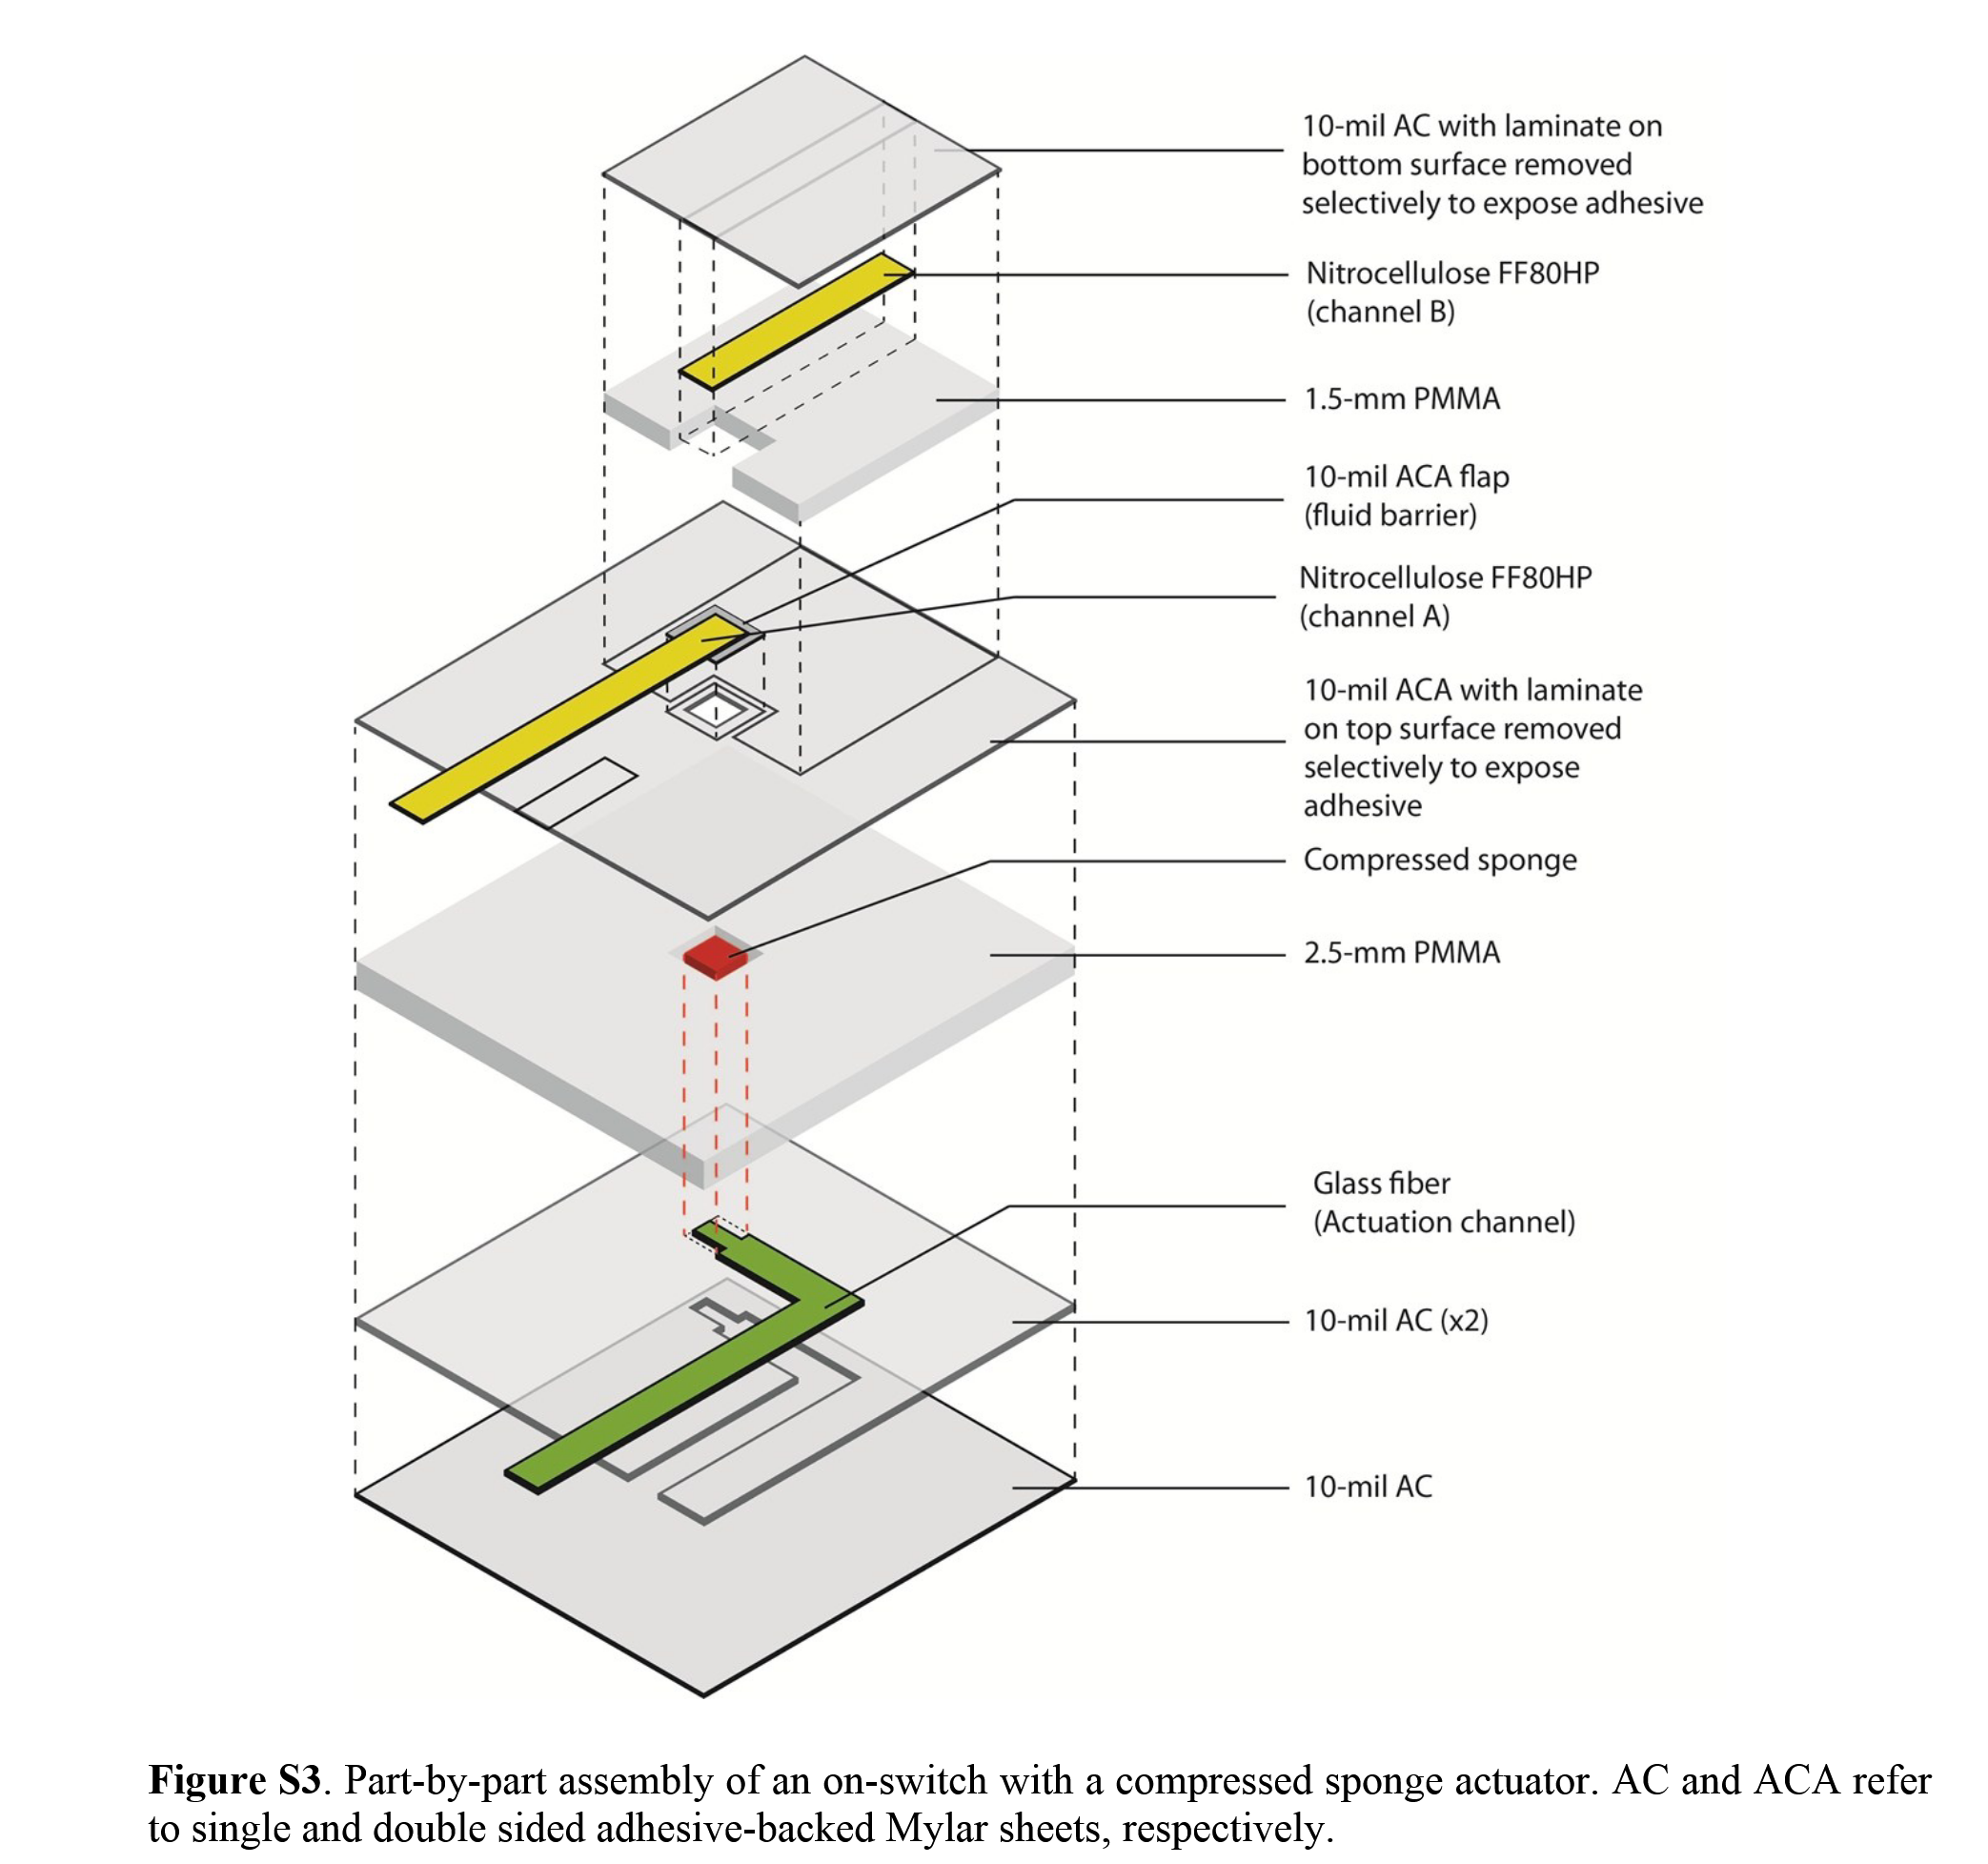 10-mil AC with laminate on
bottom surface removed
selectively to expose adhesive
Nitrocellulose FF80HP
(channel B)
1.5-mm PMMA
10-mil ACA flap
(fluid barrier)
Nitrocellulose FF80HP
(channel A)
10-mil ACA with laminate
on top surface removed
selectively to expose
adhesive
Compressed sponge
2.5-mm PMMA
Glass fiber
(Actuation channel)
10-mil AC (x2)
10-mil AC
Figure S3. Part-by-part assembly of an on-switch with a compressed sponge actuator. AC and ACA refer
to single and double sided adhesive-backed Mylar sheets, respectively.